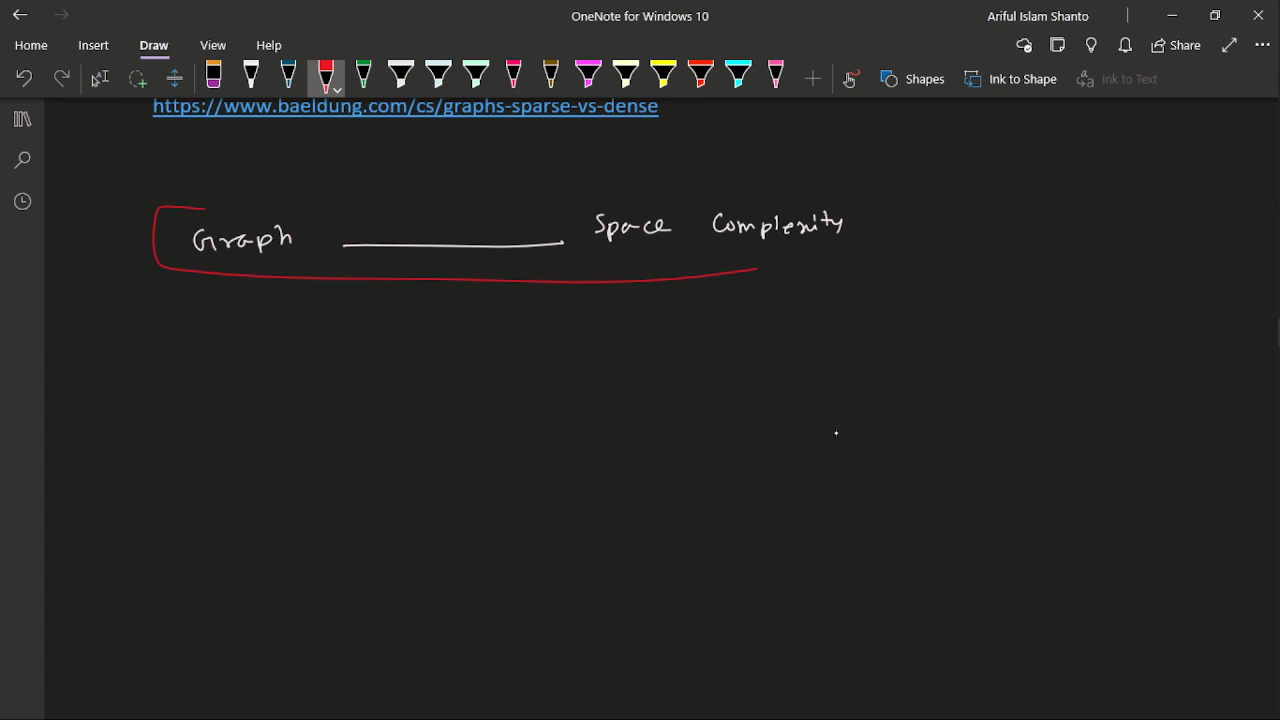 OneNote for Windows 10
Ariful Islam Shanto
Home Insert Draw View Help
Share
Shapes
Ink to Shape
Ink to Text
https://www.baeldung.com/cs/graphs-sparse-vs-dense
Graph Space Complexity